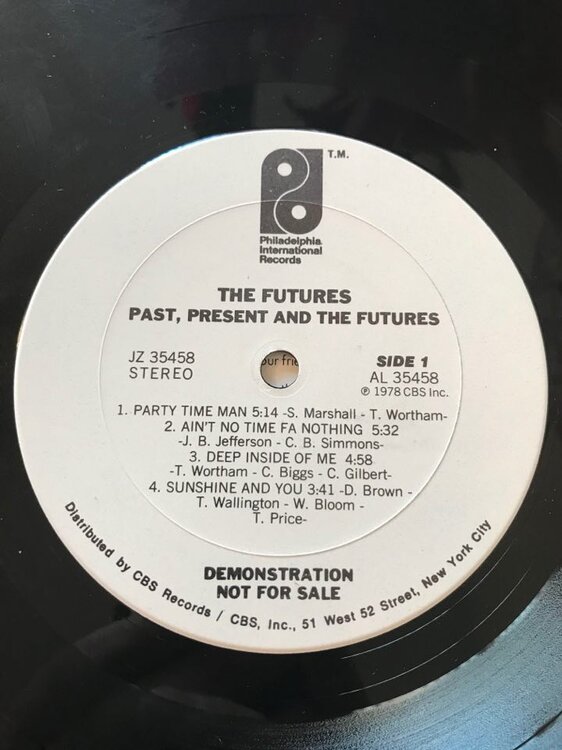 T.M.
Philadelphia
International
Records
THE FUTURES
PAST, PRESENT AND THE FUTURES
JZ 35458
STEREO
our frie
SIDE 1
AL 35458
℗ 1978 CBS Inc.
1. PARTY TIME MAN 5:14 -S. Marshall - T. Wortham-
2. AIN'T NO TIME FA NOTHING 5:32
-J. B. Jefferson - C. B. Simmons-
3. DEEP INSIDE OF ME 4:58
-T. Wortham - C. Biggs - C. Gilbert-
4. SUNSHINE AND YOU 3:41 -D. Brown -
T. Wallington - W. Bloom -
T. Price-
DEMONSTRATION
NOT FOR SALE
Distributed by CBS Records / CBS, Inc., 51 West 52 Street, New York City